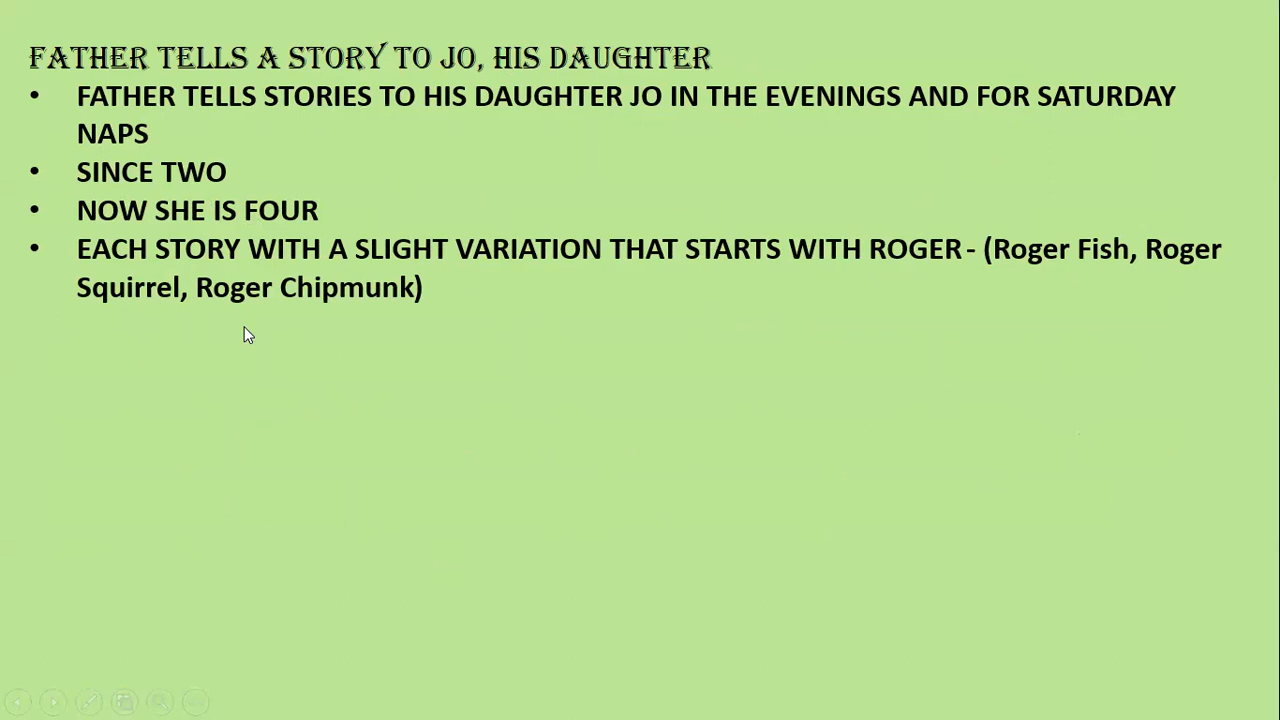 FATHER TELLS A STORY TO JO, HIS DAUGHTER
• FATHER TELLS STORIES TO HIS DAUGHTER JO IN THE EVENINGS AND FOR SATURDAY
NAPS
• SINCE TWO
• NOW SHE IS FOUR
• EACH STORY WITH A SLIGHT VARIATION THAT STARTS WITH ROGER - (Roger Fish, Roger
Squirrel, Roger Chipmunk)